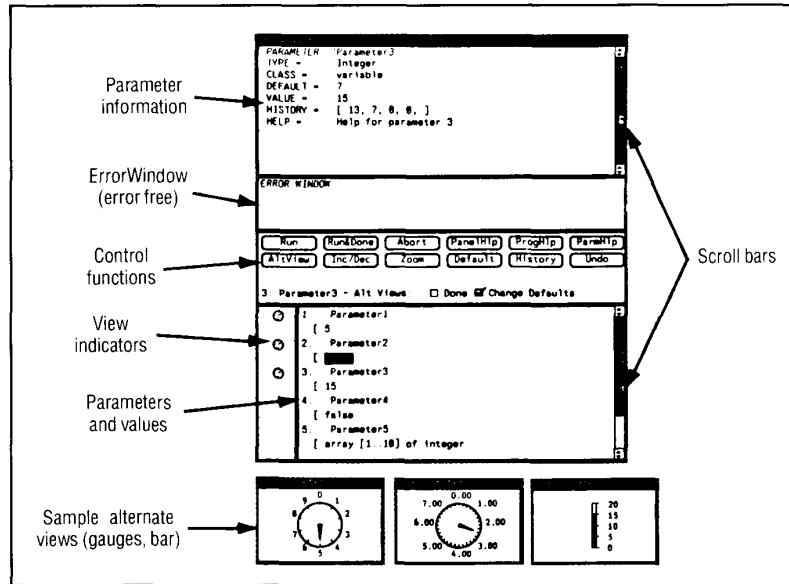 PARAMETER Parameter3
TYPE = Integer
CLASS = variable
DEFAULT = 7
VALUE = 15
HISTORY = [ 13, 7, 0, 0, ]
HELP = Help for parameter 3
Parameter
information
ERROR WINDOW
ErrorWindow
(error free)
Run Run&Done Abort PanelHlp ProgHlp ParmHlp
AltView Inc/Dec Zoom Default History Undo
Control
functions
Scroll bars
3: Parameter3 - Alt Views: Done Change Defaults
View
indicators
1 Parameter1
[ 5
2. Parameter2
[
3. Parameter3
[ 15
4. Parameter4
[ false
5. Parameter5
[ array [1..10] of integer
Parameters
and values
Sample alternate
views (gauges, bar)
0
1
2
3
4
5
6
7
8
9
0.00
1.00
2.00
3.00
4.00
5.00
6.00
7.00
20
15
10
5
0